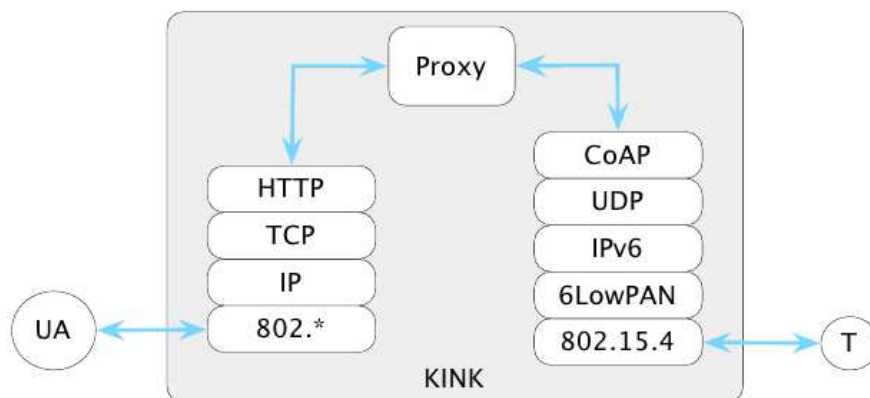 Proxy
HTTP
TCP
IP
802.*
CoAP
UDP
IPv6
6LowPAN
802.15.4
UA
T
KINK